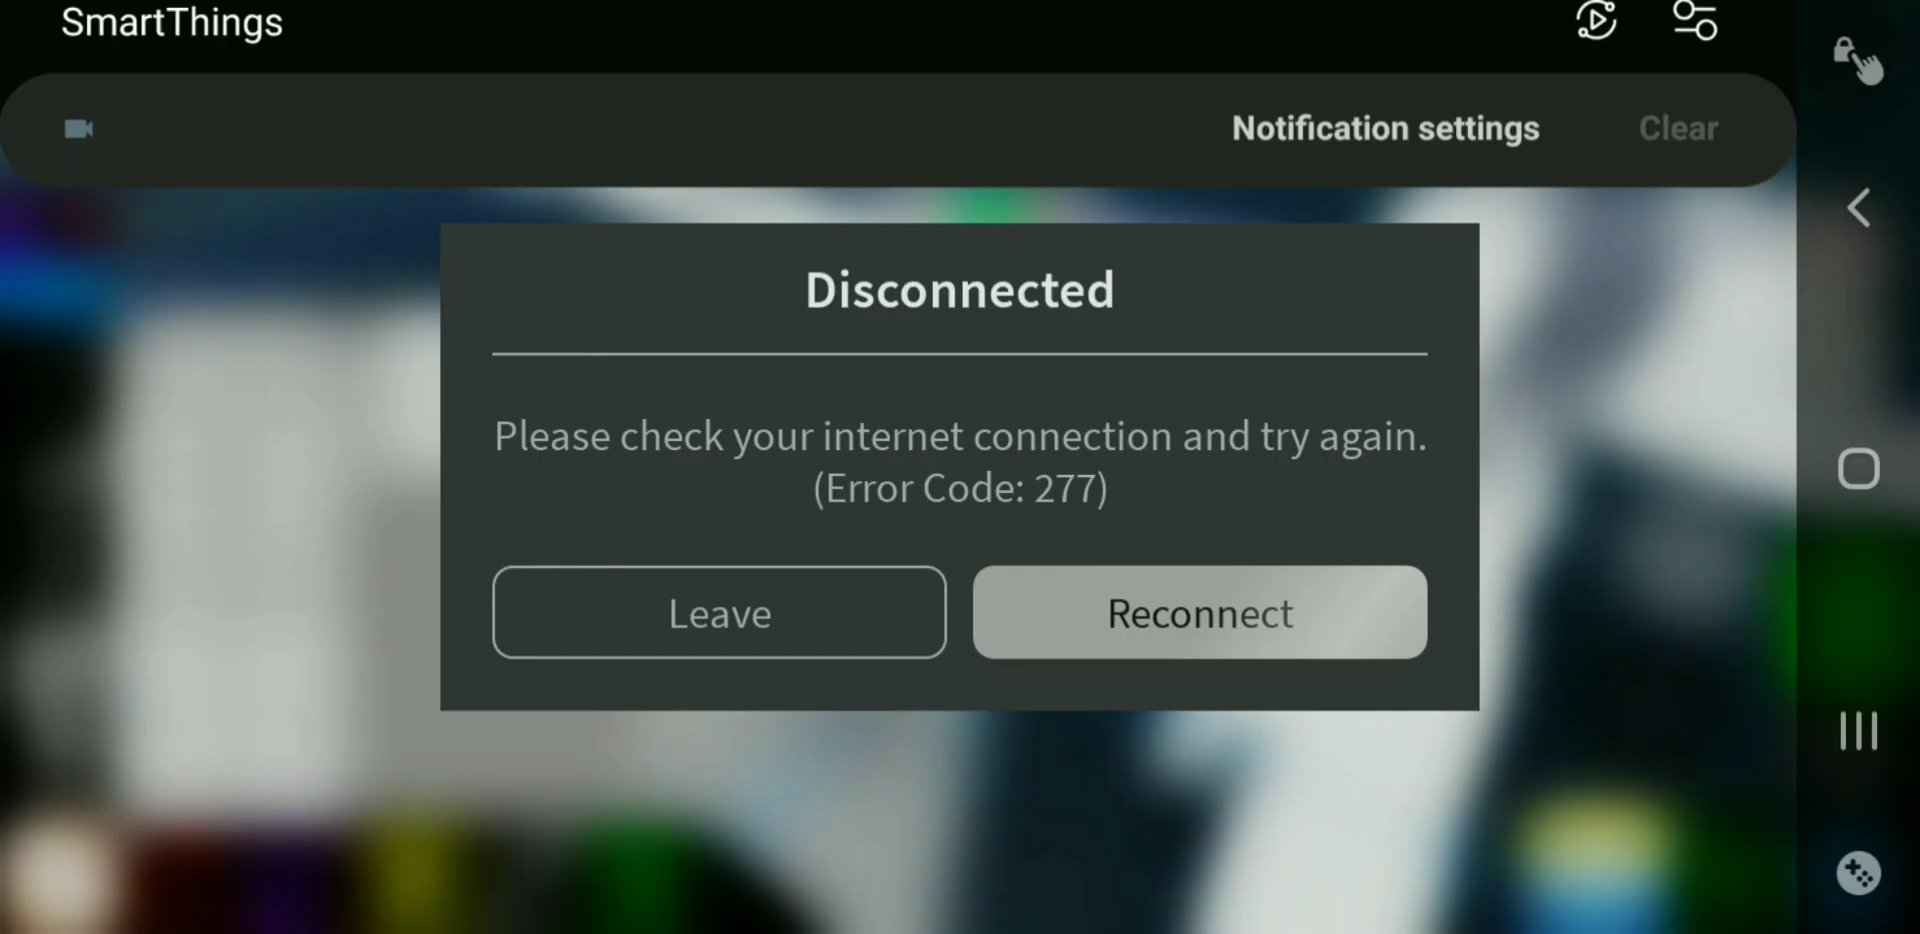 SmartThings
Notification settings
Clear
Disconnected
Please check your internet connection and try again.
(Error Code: 277)
Leave
Reconnect